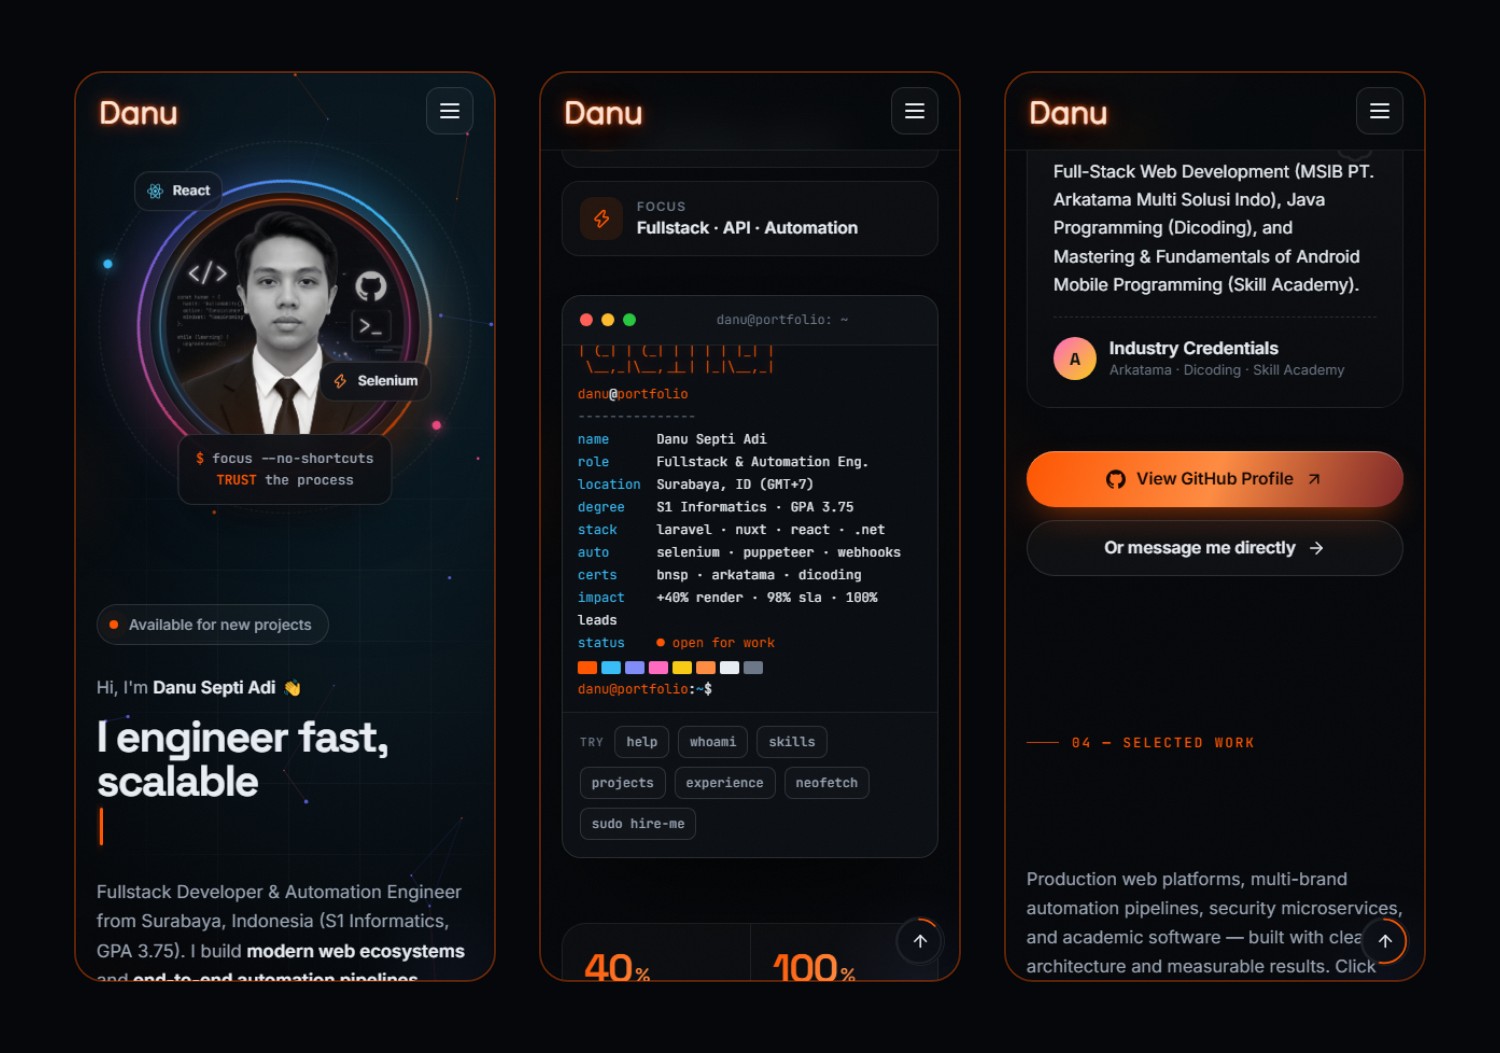 Danu
React
</>
>_
Selenium
$ focus --no-shortcuts
TRUST the process
Available for new projects
Hi, I'm Danu Septi Adi 👋
I engineer fast,
scalable
Fullstack Developer & Automation Engineer
from Surabaya, Indonesia (S1 Informatics,
GPA 3.75). I build modern web ecosystems
and end-to-end automation pipelines
Danu
FOCUS
Fullstack · API · Automation
danu@portfolio: ~
danu@portfolio
---------------
name Danu Septi Adi
role Fullstack & Automation Eng.
location Surabaya, ID (GMT+7)
degree S1 Informatics · GPA 3.75
stack laravel · nuxt · react · .net
auto selenium · puppeteer · webhooks
certs bnsp · arkatama · dicoding
impact +40% render · 98% sla · 100%
leads
status ● open for work
danu@portfolio:~$
TRY help whoami skills
projects experience neofetch
sudo hire-me
40% 100%
Danu
Full-Stack Web Development (MSIB PT.
Arkatama Multi Solusi Indo), Java
Programming (Dicoding), and
Mastering & Fundamentals of Android
Mobile Programming (Skill Academy).
A
Industry Credentials
Arkatama · Dicoding · Skill Academy
View GitHub Profile ↗
Or message me directly →
04 — SELECTED WORK
Production web platforms, multi-brand
automation pipelines, security microservices,
and academic software — built with
architecture and measurable results. Click